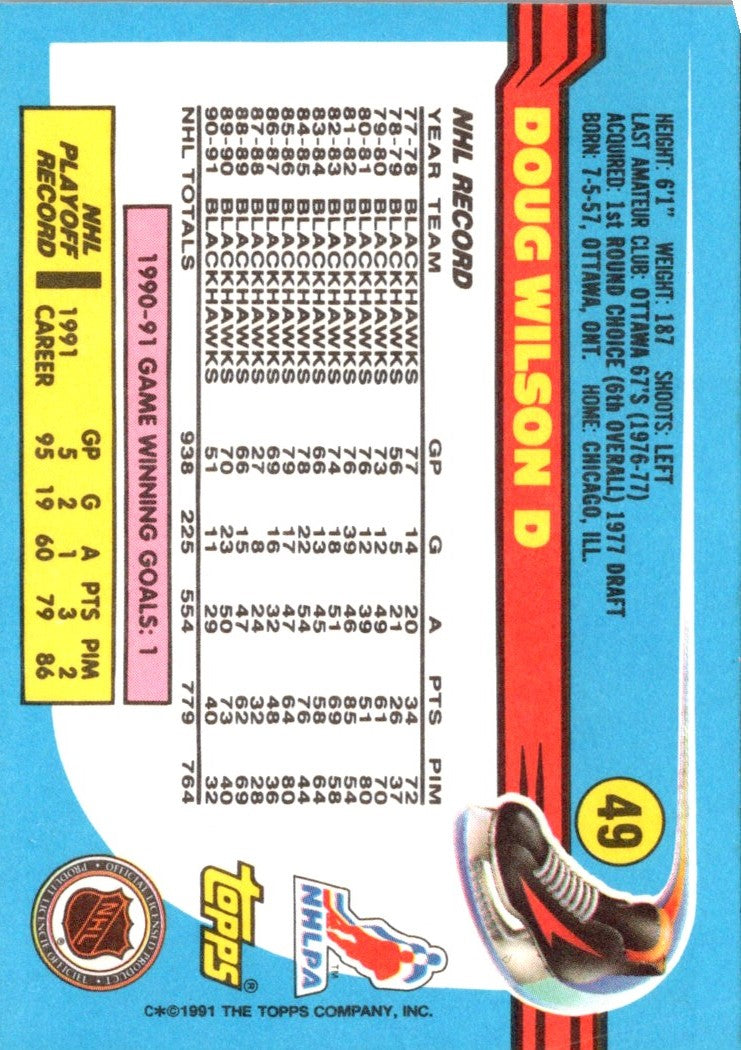 49
HEIGHT: 6'1" WEIGHT: 187 SHOOTS: LEFT
LAST AMATEUR CLUB: OTTAWA 67'S (1976-77)
ACQUIRED: 1st ROUND CHOICE (6th OVERALL) 1977 DRAFT
BORN: 7-5-57, OTTAWA, ONT. HOME: CHICAGO, ILL.
DOUG WILSON D
NHL RECORD
YEAR TEAM GP G A PTS PIM
77-78 BLACKHAWKS 77 14 20 34 72
78-79 BLACKHAWKS 56 5 21 26 37
79-80 BLACKHAWKS 73 12 49 61 70
80-81 BLACKHAWKS 76 12 39 51 80
81-82 BLACKHAWKS 76 39 46 85 54
82-83 BLACKHAWKS 74 18 51 69 58
83-84 BLACKHAWKS 66 13 45 58 64
84-85 BLACKHAWKS 78 22 54 76 44
85-86 BLACKHAWKS 79 17 47 64 80
86-87 BLACKHAWKS 69 16 32 48 36
87-88 BLACKHAWKS 27 8 24 32 28
88-89 BLACKHAWKS 66 15 47 62 69
89-90 BLACKHAWKS 70 23 50 73 40
90-91 BLACKHAWKS 51 11 29 40 32
NHL TOTALS 938 225 554 779 764
1990-91 GAME WINNING GOALS: 1
NHL PLAYOFF RECORD
GP G A PTS PIM
1991 5 2 1 3 2
CAREER 95 19 60 79 86
NHLPA ™
topps ®
OFFICIAL LICENSED PRODUCT • PRODUIT LICENCIÉ OFFICIEL
NHL ®
C✻©1991 THE TOPPS COMPANY, INC.